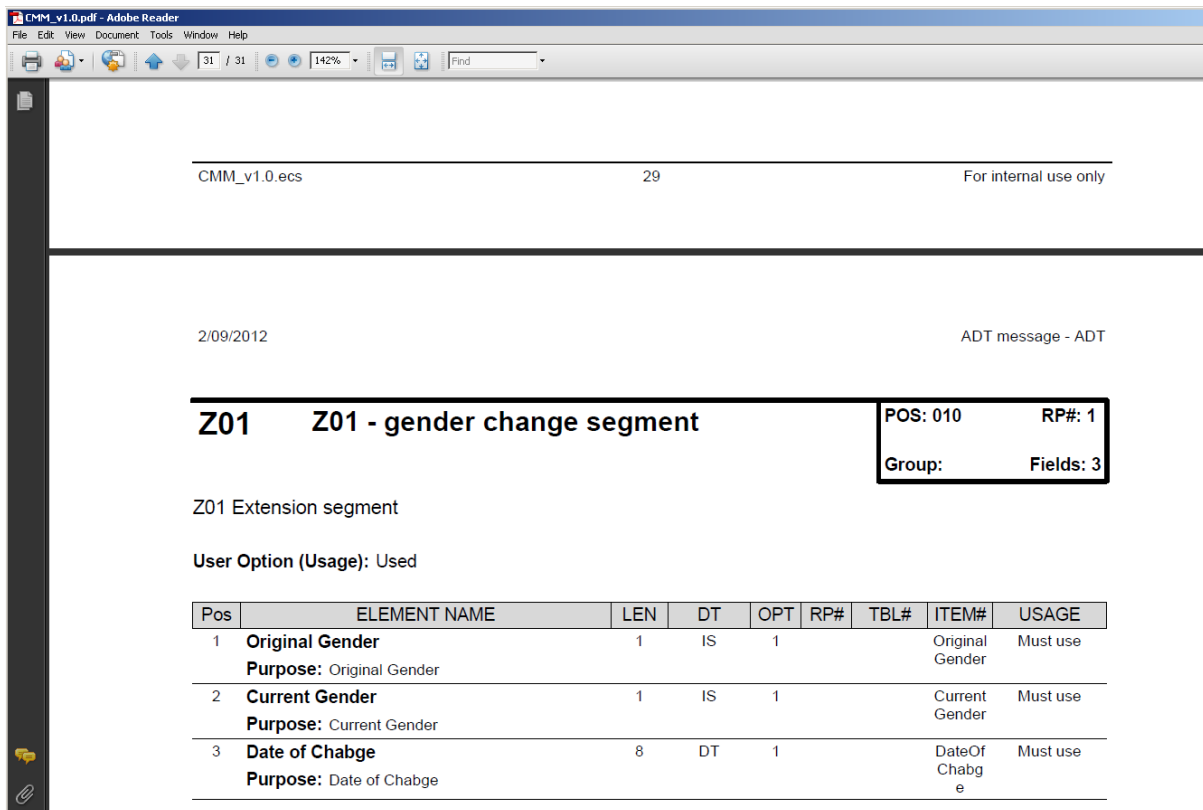 CMM_v1.0.pdf - Adobe Reader
File Edit View Document Tools Window Help
31 / 31 142% Find
CMM_v1.0.ecs 29 For internal use only
2/09/2012 ADT message - ADT
Z01 Z01 - gender change segment POS: 010 RP#: 1
Group: Fields: 3
Z01 Extension segment
User Option (Usage): Used
Pos ELEMENT NAME LEN DT OPT RP# TBL# ITEM# USAGE
1 Original Gender 1 IS 1 Original Must use
Gender
Purpose: Original Gender
2 Current Gender 1 IS 1 Current Must use
Gender
Purpose: Current Gender
3 Date of Chabge 8 DT 1 DateOf Must use
Chabg
Purpose: Date of Chabge
e